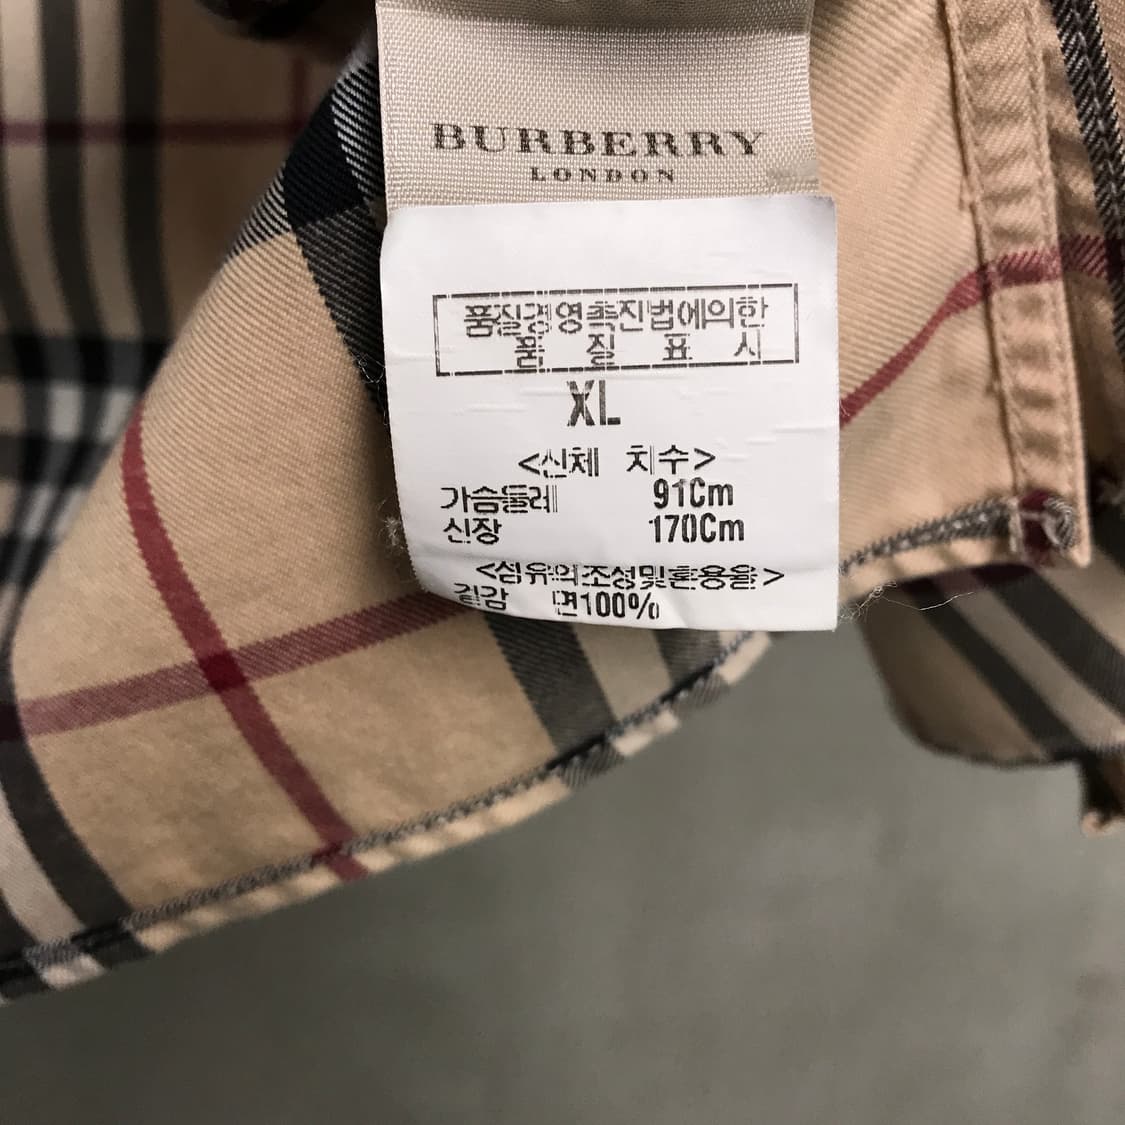 BURBERRY
LONDON
품질경영촉진법에의한
품 질 표 시
XL
<신체 치수>
가슴둘레 91Cm
신장 170Cm
<섬유의조성및혼용율>
겉감 면100%